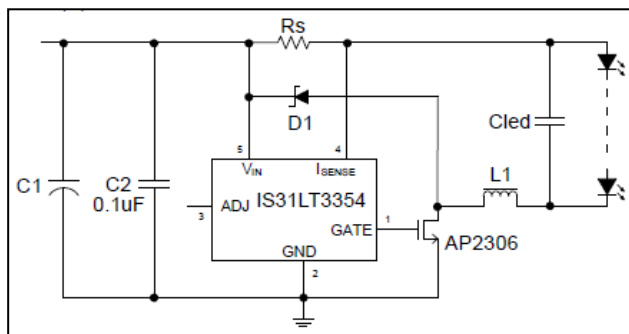 Rs
D1
5
4
VIN
ISENSE
Cled
C1
C2
0.1uF
IS31LT3354
L1
3
ADJ
GATE
1
AP2306
GND
2